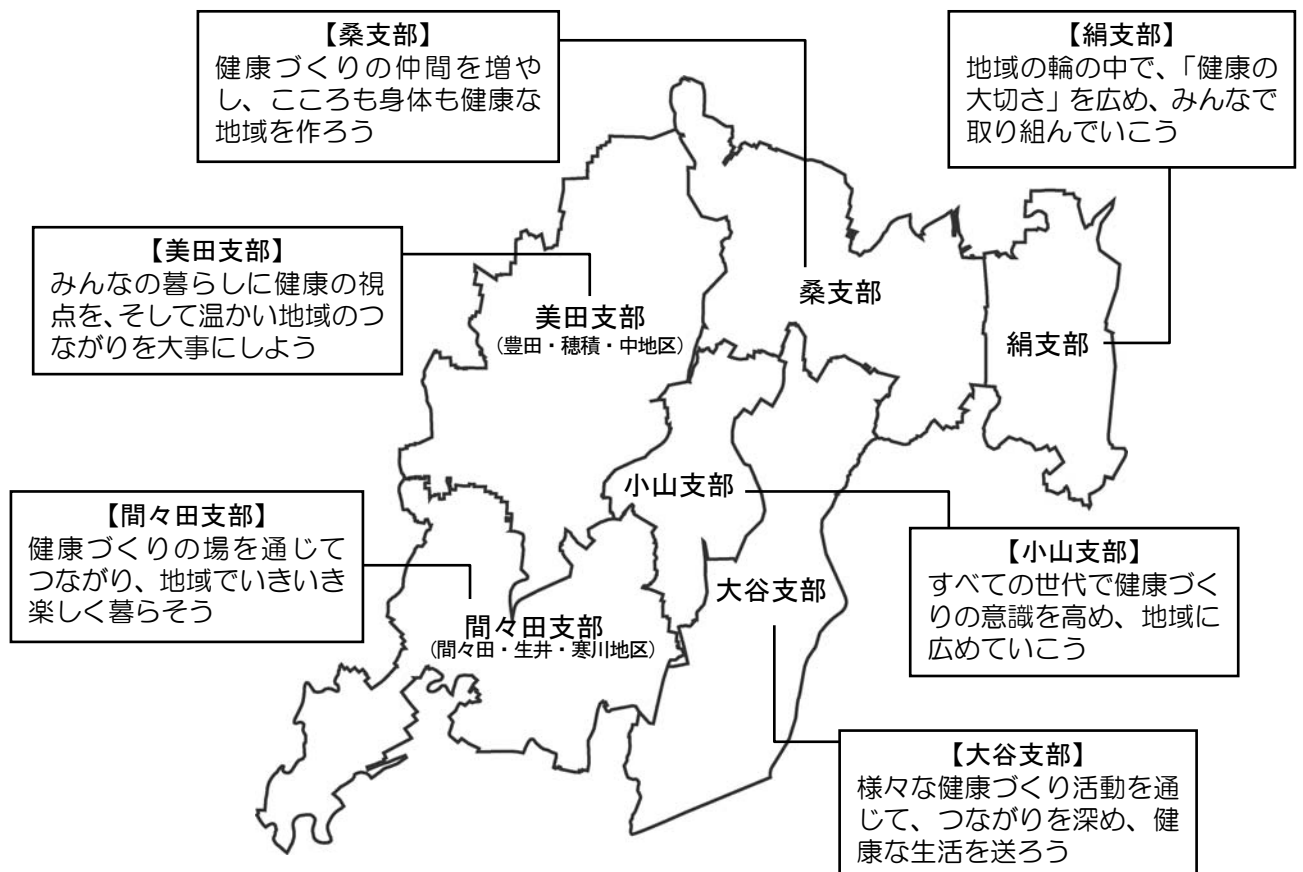 【桑支部】
健康づくりの仲間を増や
し、こころも身体も健康な
地域を作ろう
【絹支部】
地域の輪の中で、「健康の
大切さ」を広め、みんなで
取り組んでいこう
【美田支部】
みんなの暮らしに健康の視
点を、そして温かい地域のつ
ながりを大事にしよう
桑支部
美田支部
(豊田・穂積・中地区)
絹支部
小山支部
【間々田支部】
健康づくりの場を通じて
つながり、地域でいきいき
楽しく暮らそう
【小山支部】
すべての世代で健康づく
りの意識を高め、地域に
広めていこう
大谷支部
間々田支部
(間々田・生井・寒川地区)
【大谷支部】
様々な健康づくり活動を通
じて、つながりを深め、健
康な生活を送ろう